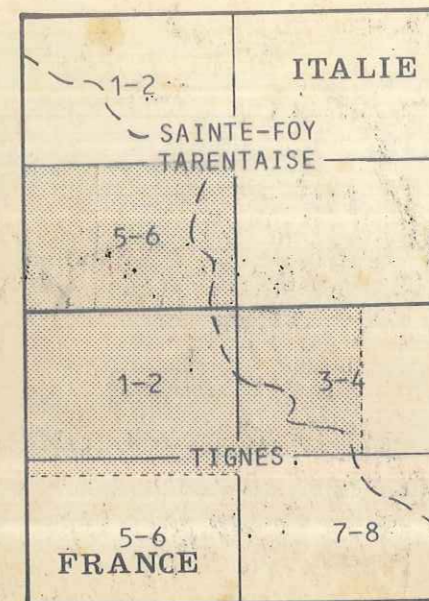 ITALIE
1-2
SAINTE-FOY
TARENTAISE
5-6
1-2
3-4
TIGNES
5-6
7-8
FRANCE